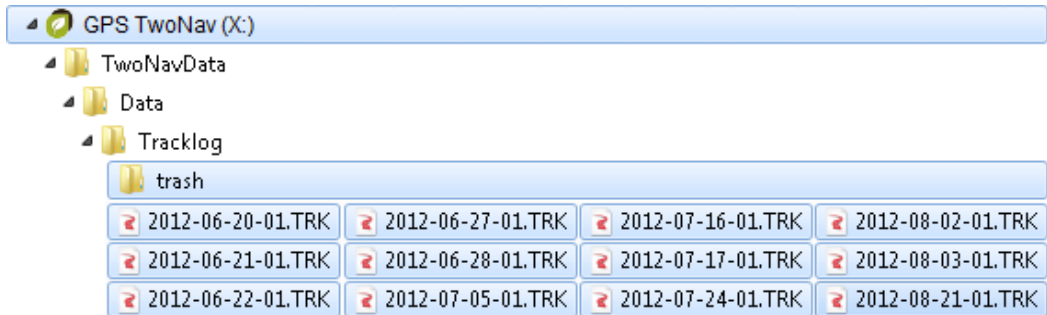 GPS TwoNav (X:)
TwoNavData
Data
Tracklog
trash
2012-06-20-01.TRK 2012-06-27-01.TRK 2012-07-16-01.TRK 2012-08-02-01.TRK
2012-06-21-01.TRK 2012-06-28-01.TRK 2012-07-17-01.TRK 2012-08-03-01.TRK
2012-06-22-01.TRK 2012-07-05-01.TRK 2012-07-24-01.TRK 2012-08-21-01.TRK